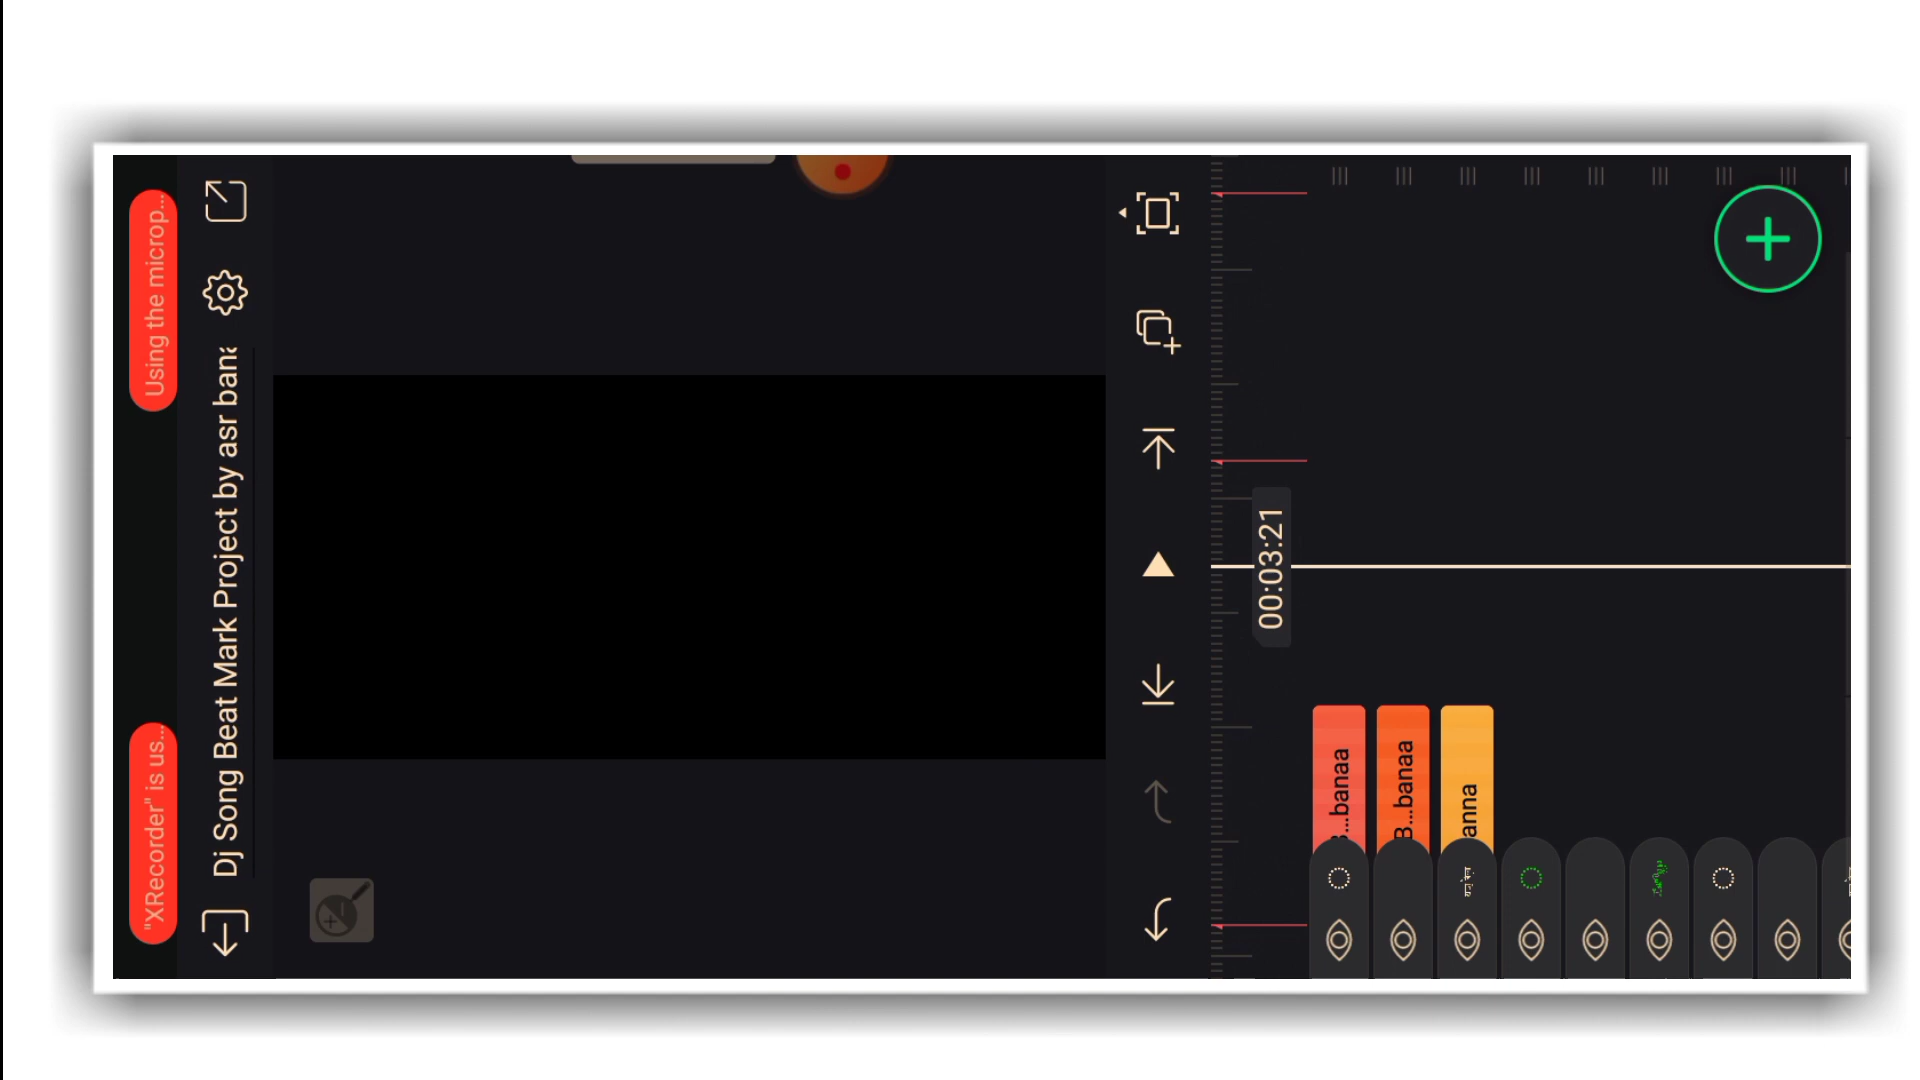 "XRecorder" is us...
Using the microp...
Dj Song Beat Mark Project by asr bana
00:03:21
...banaa
B...banaa
anna